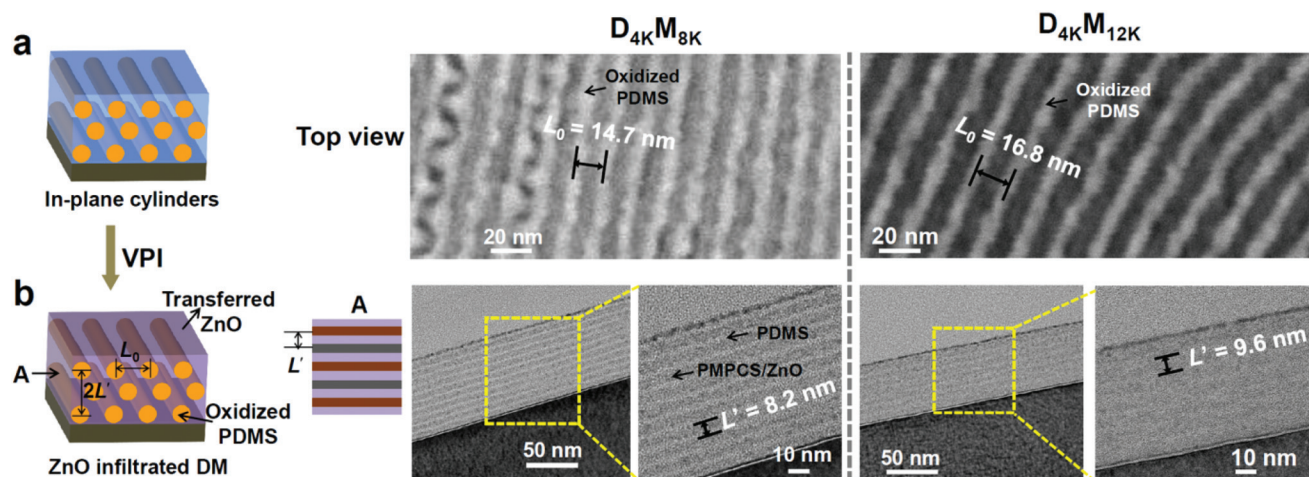 a
In-plane cylinders
VPI
Top view
D4KM8K
Oxidized
PDMS
L0 = 14.7 nm
20 nm
D4KM12K
Oxidized
PDMS
L0 = 16.8 nm
20 nm
b
Transferred
ZnO
A
L0
2L'
Oxidized
PDMS
ZnO infiltrated DM
A
L'
50 nm
PDMS
PMPCS/ZnO
L' = 8.2 nm
10 nm
50 nm
L' = 9.6 nm
10 nm